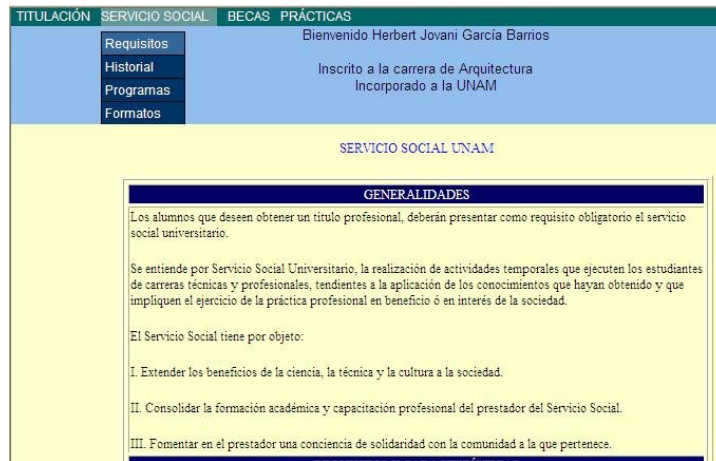 TITULACIÓN SERVICIO SOCIAL BECAS PRÁCTICAS
Requisitos
Historial
Programas
Formatos
Bienvenido Herbert Jovani García Barrios
Inscrito a la carrera de Arquitectura
Incorporado a la UNAM
SERVICIO SOCIAL UNAM
GENERALIDADES
Los alumnos que deseen obtener un titulo profesional, deberán presentar como requisito obligatorio el servicio
social universitario.
Se entiende por Servicio Social Universitario, la realización de actividades temporales que ejecuten los estudiantes
de carreras técnicas y profesionales, tendientes a la aplicación de los conocimientos que hayan obtenido y que
impliquen el ejercicio de la práctica profesional en beneficio ó en interés de la sociedad.
El Servicio Social tiene por objeto:
I. Extender los beneficios de la ciencia, la técnica y la cultura a la sociedad.
II. Consolidar la formación académica y capacitación profesional del prestador del Servicio Social.
III. Fomentar en el prestador una conciencia de solidaridad con la comunidad a la que pertenece.